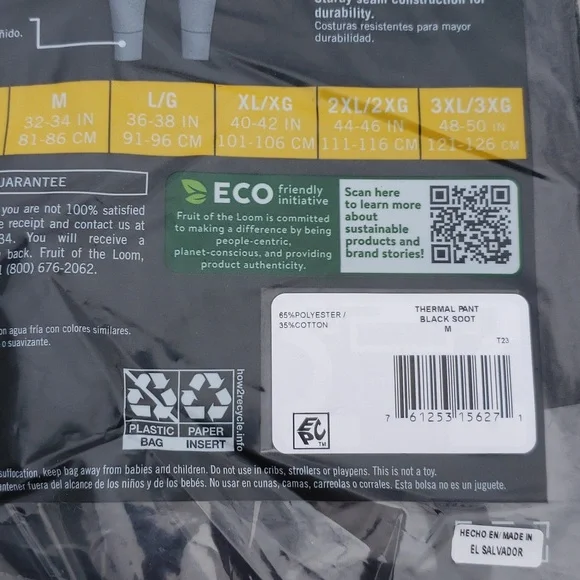 Sturdy seam construction for
durability.
Costuras resistentes para mayor
durabilidad.
M
32-34 IN
81-86 CM
L/G
36-38 IN
91-96 CM
XL/XG
40-42 IN
101-106 CM
2XL/2XG
44-46 IN
111-116 CM
3XL/3XG
48-50 IN
121-126 CM
you are not 100% satisfied
receipt and contact us at
34. You will receive a
back. Fruit of the Loom,
(800) 676-2062.
ECO friendly
initiative
Fruit of the Loom is committed
to making a difference by being
people-centric,
planet-conscious, and providing
product authenticity.
Scan here
to learn more
about
sustainable
products and
brand stories!
on agua fría con colores similares.
o suavizante.
65%POLYESTER /
35%COTTON
THERMAL PANT
BLACK SOOT
M
T23
7 61253 15627 1
EPC
TM
PLASTIC
BAG
PAPER
INSERT
how2recycle.info
keep bag away from babies and children. Do not use in cribs, strollers or playpens. This is not a toy.
fuera del alcance de los niños y de los bebés. No usar en cunas, camas, carreolas o corrales. Esta bolsa no es un juguete.
HECHO EN/ MADE IN
EL SALVADOR